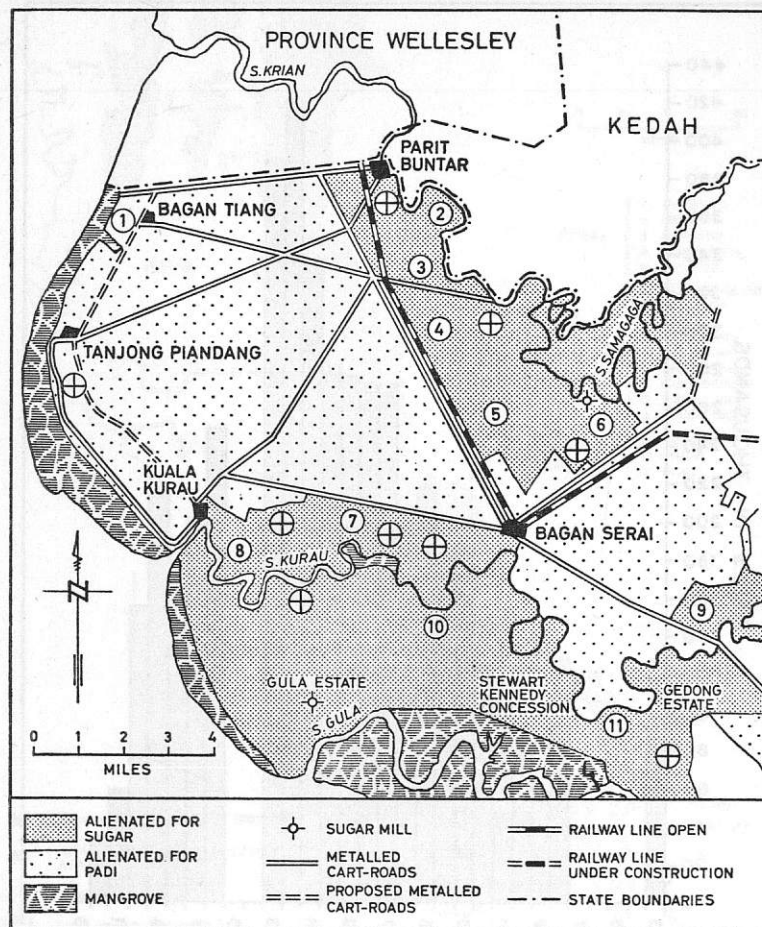 PROVINCE WELLESLEY
S. KRIAN
KEDAH
PARIT
BUNTAR
1
BAGAN TIANG
2
3
4
S. SAMAGAGA
TANJONG PIANDANG
5
6
KUALA
KURAU
7
BAGAN SERAI
8
S. KURAU
9
10
GULA ESTATE
STEWART
KENNEDY
CONCESSION
GEDONG
ESTATE
S. GULA
11
N
0 1 2 3 4
MILES
ALIENATED FOR
SUGAR
ALIENATED FOR
PADI
MANGROVE
SUGAR MILL
METALLED
CART-ROADS
PROPOSED METALLED
CART-ROADS
RAILWAY LINE OPEN
RAILWAY LINE
UNDER CONSTRUCTION
STATE BOUNDARIES